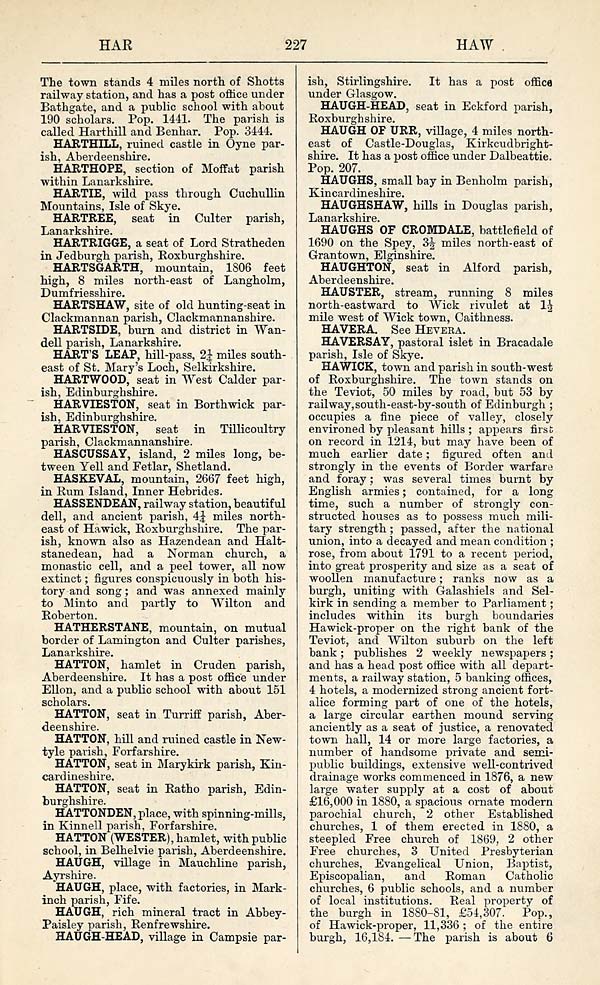 HAR 227 HAW
The town stands 4 miles north of Shotts
railway station, and has a post office under
Bathgate, and a public school with about
190 scholars. Pop. 1441. The parish is
called Harthill and Benhar. Pop. 3444.
HARTHILL, ruined castle in Oyne par-
ish, Aberdeenshire.
HARTHOPE, section of Moffat parish
within Lanarkshire.
HARTIE, wild pass through Cuchullin
Mountains, Isle of Skye.
HARTREE, seat in Culter parish,
Lanarkshire.
HARTRIGGE, a seat of Lord Stratheden
in Jedburgh parish, Roxburghshire.
HARTSGARTH, mountain, 1806 feet
high, 8 miles north-east of Langholm,
Dumfriesshire.
HARTSHAW, site of old hunting-seat in
Clackmannan parish, Clackmannanshire.
HARTSIDE, burn and district in Wan-
dell parish, Lanarkshire.
HART'S LEAP, hill-pass, 2¼ miles south-
east of St. Mary's Loch, Selkirkshire.
HARTWOOD, seat in West Calder par-
ish, Edinburghshire.
HARVIESTON, seat in Borthwick par-
ish, Edinburghshire.
HARVIESTON, seat in Tillicoultry
parish, Clackmannanshire.
HASCUSSAY, island, 2 miles long, be-
tween Yell and Fetlar, Shetland.
HASKEVAL, mountain, 2667 feet high,
in Rum Island, Inner Hebrides.
HASSENDEAN, railway station, beautiful
dell, and ancient parish, 4¼ miles north-
east of Hawick, Roxburghshire. The par-
ish, known also as Hazendean and Halt-
stanedean, had a Norman church, a
monastic cell, and a peel tower, all now
extinct; figures conspicuously in both his-
tory and song; and was annexed mainly
to Minto and partly to Wilton and
Roberton.
HATHERSTANE, mountain, on mutual
border of Lamington and Culter parishes,
Lanarkshire.
HATTON, hamlet in Cruden parish,
Aberdeenshire. It has a post office under
Ellon, and a public school with about 151
scholars.
HATTON, seat in Turriff parish, Aber-
deenshire.
HATTON, hill and ruined castle in New-
tyle parish, Forfarshire.
HATTON, seat in Marykirk parish, Kin-
cardineshire.
HATTON, seat in Ratho parish, Edin-
burghshire.
HATTONDEN, place, with spinning-mills,
in Kinnell parish, Forfarshire.
HATTON (WESTER), hamlet, with public
school, in Belhelvie parish, Aberdeenshire.
HAUGH, village in Mauchline parish,
Ayrshire.
HAUGH, place, with factories, in Mark-
inch parish, Fife.
HAUGH, rich mineral tract in Abbey-
Paisley parish, Renfrewshire.
HAUGH-HEAD, village in Campsie par-
ish, Stirlingshire. It has a post office
under Glasgow.
HAUGH-HEAD, seat in Eckford parish,
Roxburghshire.
HAUGH OF URR, village, 4 miles north-
east of Castle-Douglas, Kirkcudbright-
shire. It has a post office under Dalbeattie.
Pop. 207.
HAUGHS, small bay in Benholm parish,
Kincardineshire.
HAUGHSHAW, hills in Douglas parish,
Lanarkshire.
HAUGHS OF CROMDALE, battlefield of
1690 on the Spey, 3½ miles north-east of
Grantown, Elginshire.
HAUGHTON, seat in Alford parish,
Aberdeenshire.
HAUSTER, stream, running 8 miles
north-eastward to Wick rivulet at 1½
mile west of Wick town, Caithness.
HAVERA. See HEVERA.
HAVERSAY, pastoral islet in Bracadale
parish, Isle of Skye.
HAWICK, town and parish in south-west
of Roxburghshire. The town stands on
the Teviot, 50 miles by road, but 53 by
railway, south-east-by-south of Edinburgh;
occupies a fine piece of valley, closely
environed by pleasant hills; appears first
on record in 1214, but may have been of
much earlier date; figured often and
strongly in the events of Border warfare
and foray; was several times burnt by
English armies; contained, for a long
time, such a number of strongly con-
structed houses as to possess much mili-
tary strength; passed, after the national
union, into a decayed and mean condition;
rose, from about 1791 to a recent period,
into great prosperity and size as a seat of
woollen manufacture; ranks now as a
burgh, uniting with Galashiels and Sel-
kirk in sending a member to Parliament;
includes within its burgh boundaries
Hawick-proper on the right bank of the
Teviot, and Wilton suburb on the left
bank; publishes 2 weekly newspapers;
and has a head post office with all depart-
ments, a railway station, 5 banking offices,
4 hotels, a modernized strong ancient fort-
alice forming part of one of the hotels,
a large circular earthen mound serving
anciently as a seat of justice, a renovated
town hall, 14 or more large factories, a
number of handsome private and semi-
public buildings, extensive well-contrived
drainage works commenced in 1876, a new
large water supply at a cost of about
£16,000 in 1880, a spacious ornate modern
parochial church, 2 other Established
churches, 1 of them erected in 1880, a
steepled Free church of 1869, 2 other
Free churches, 3 United Presbyterian
churches, Evangelical Union, Baptist,
Episcopalian, and Roman Catholic
churches, 6 public schools, and a number
of local institutions. Real property of
the burgh in 1880-81, £54,307. Pop.,
of Hawick-proper, 11,336; of the entire
burgh, 16,184. — The parish is about 6